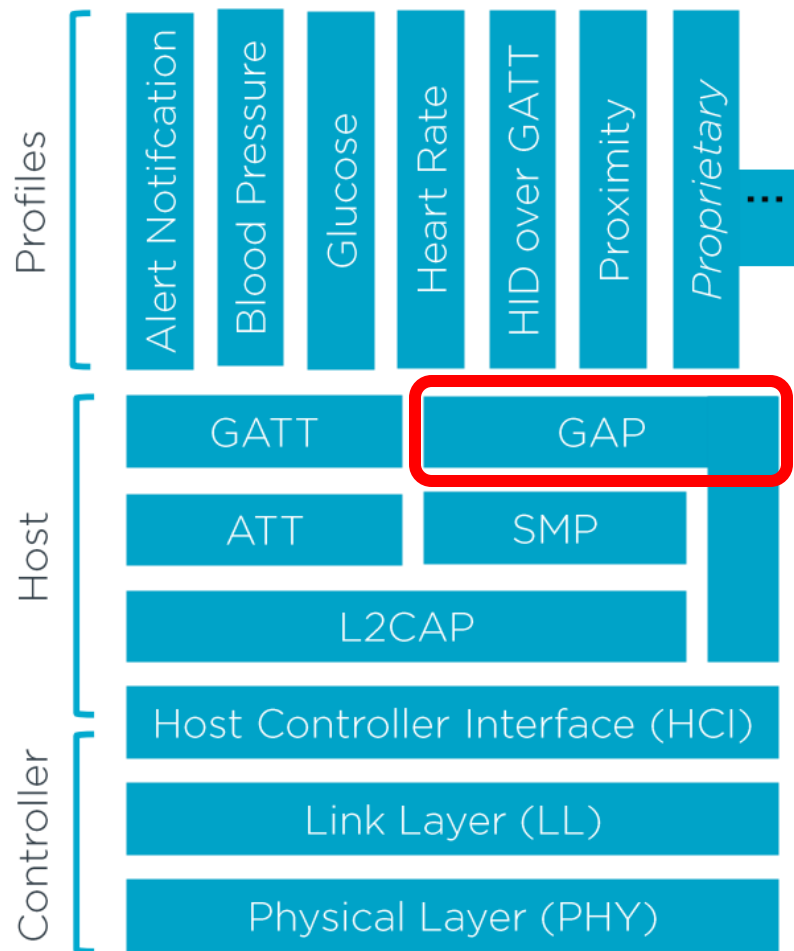 Profiles
Alert Notifcation
Blood Pressure
Glucose
Heart Rate
HID over GATT
Proximity
Proprietary
...
Host
GATT
GAP
ATT
SMP
L2CAP
Host Controller Interface (HCI)
Controller
Link Layer (LL)
Physical Layer (PHY)